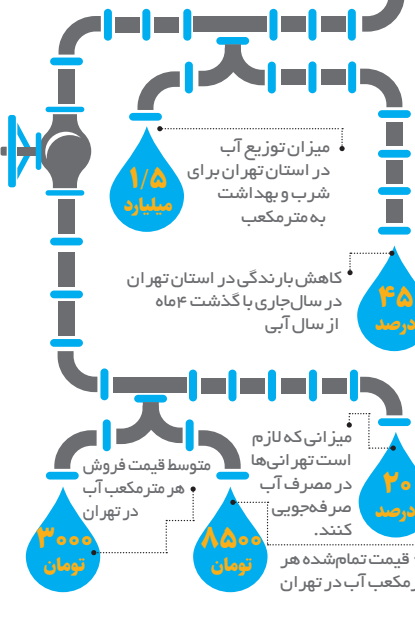 میزان توزیع آب
در استان تهران برای
شرب و بهداشت
به مترمکعب
۱/۵
میلیارد
کاهش بارندگی در استان تهران
در سال‌جاری با گذشت ۴ماه
از سال آبی
۴۵
درصد
میزانی که لازم
است تهرانی‌ها
در مصرف آب
صرفه‌جویی
کنند.
۲۰
درصد
متوسط قیمت فروش
هر مترمکعب آب
در تهران
۳۰۰۰
تومان
۸۵۰۰
تومان
قیمت تمام‌شده هر
آب در تهران